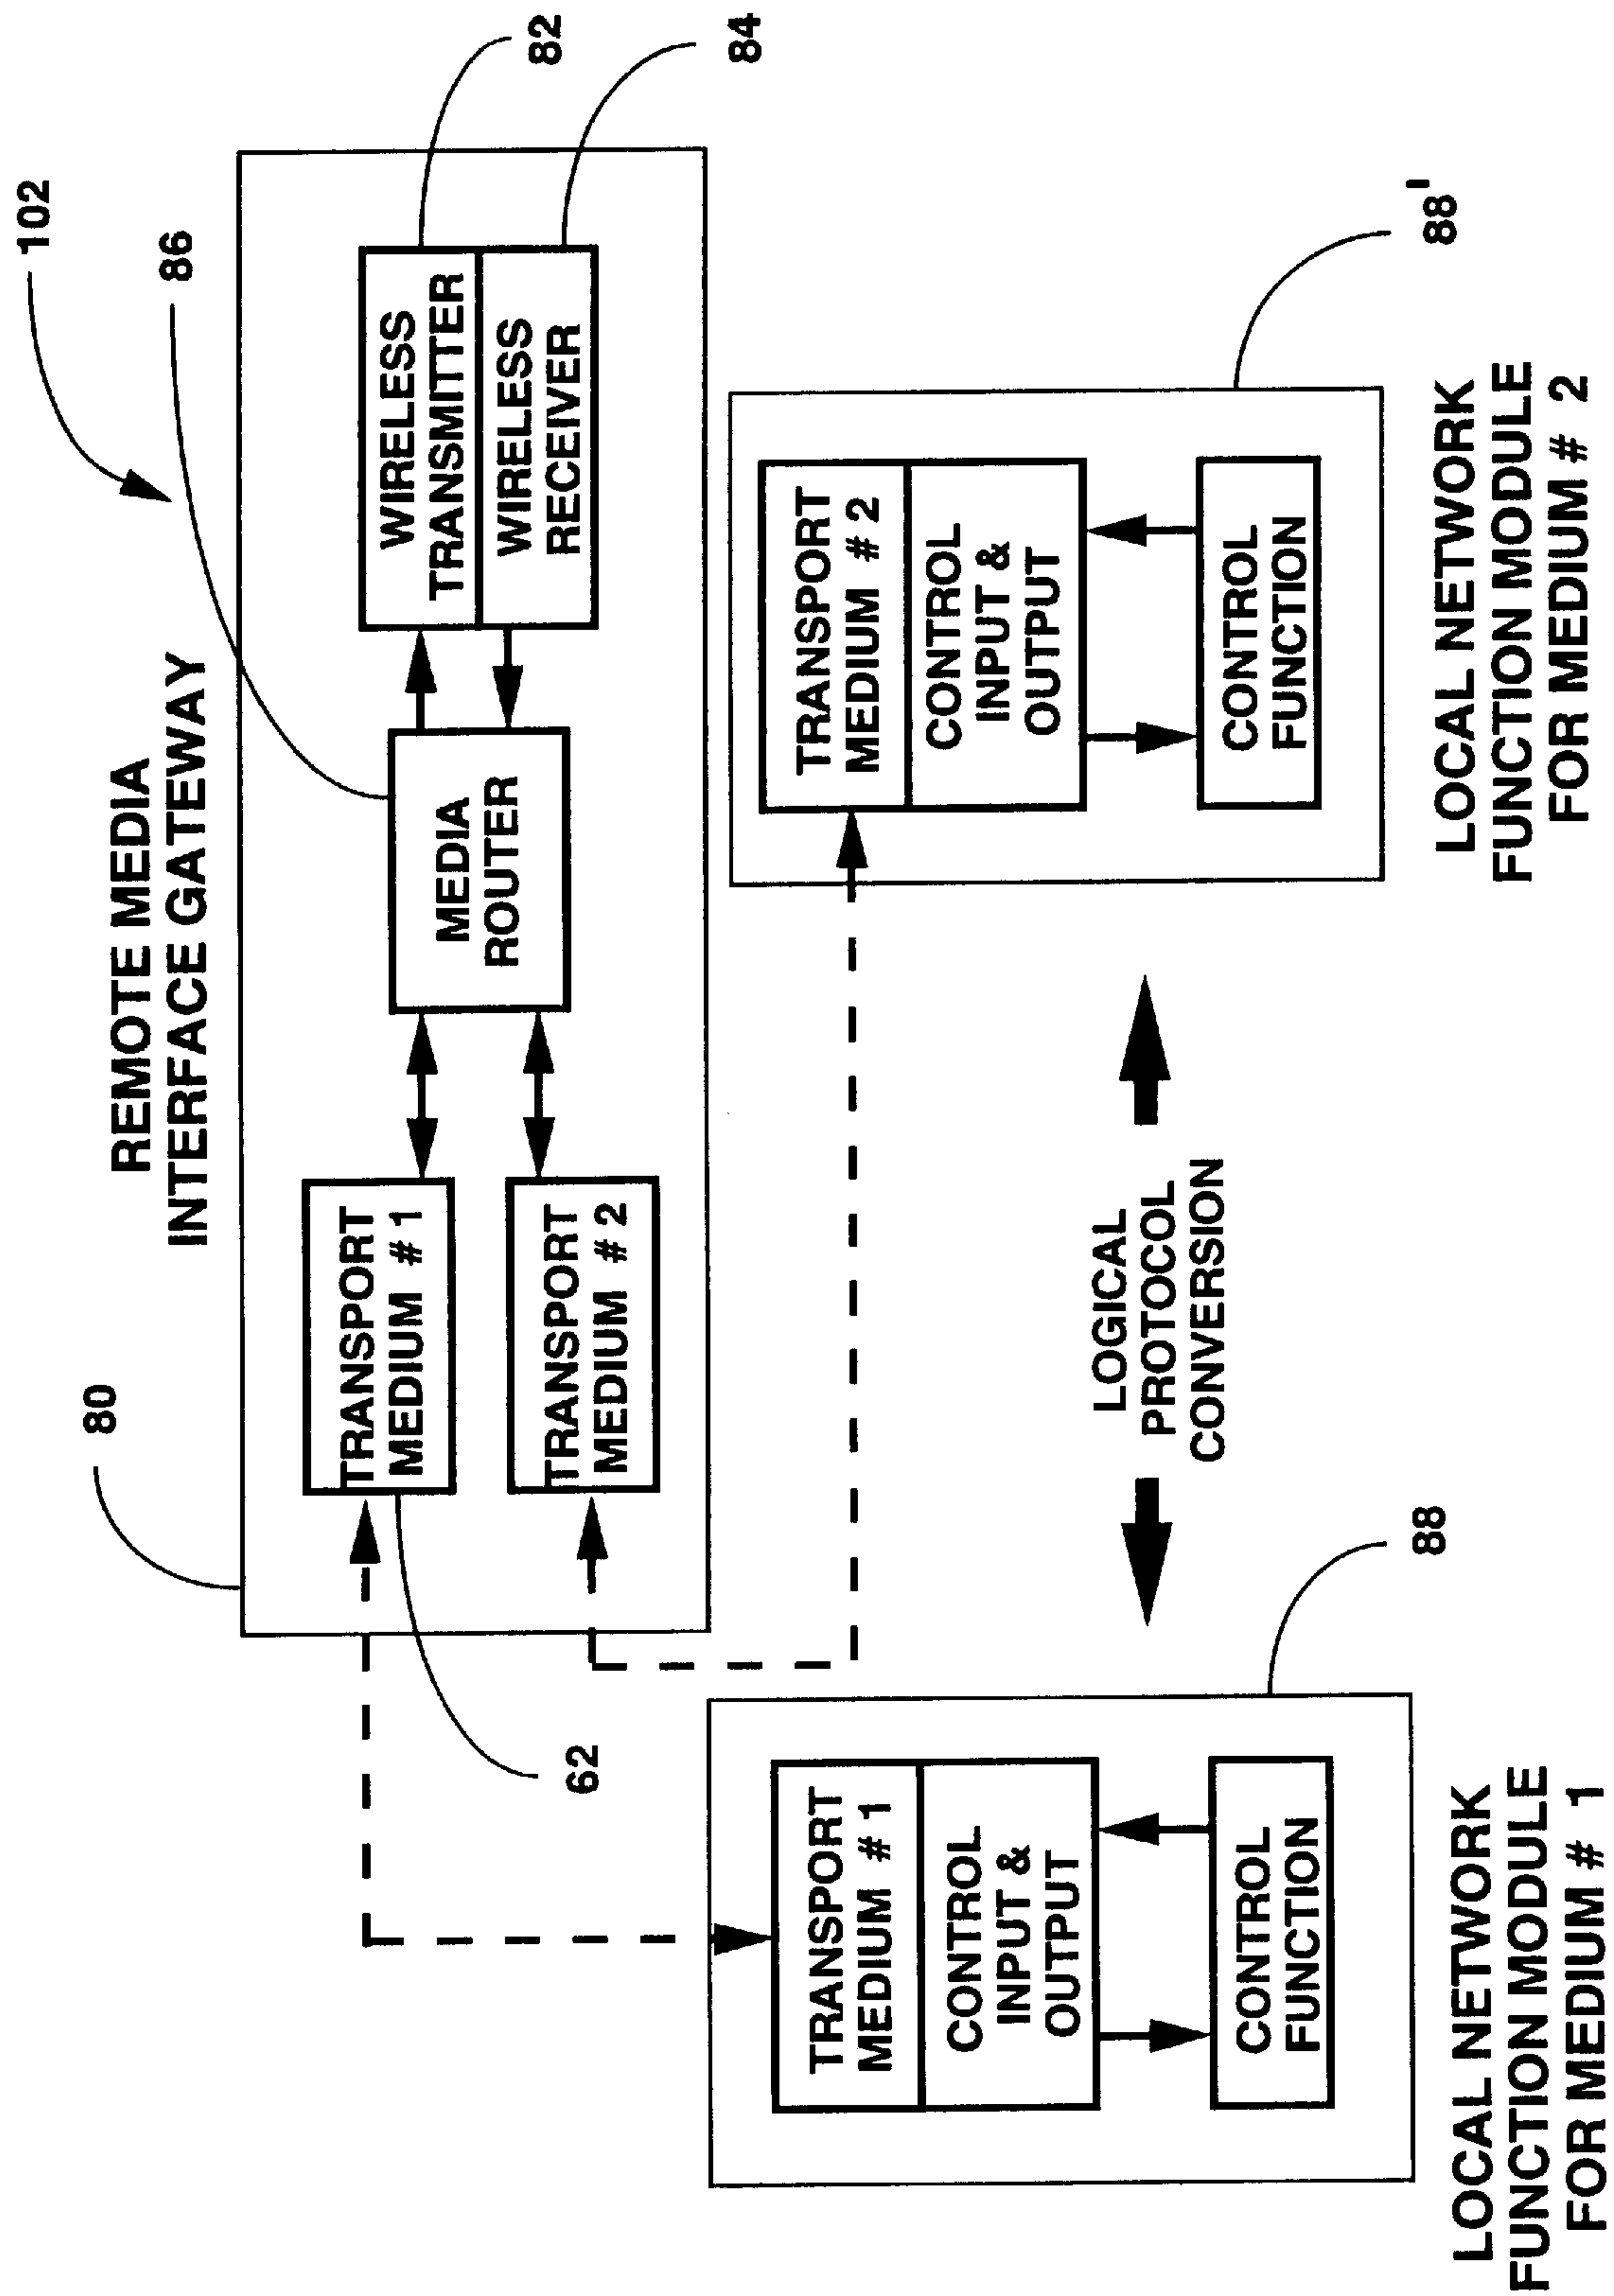 102
REMOTE MEDIA
INTERFACE GATEWAY
80
86
82
84
62
TRANSPORT
MEDIUM # 1
TRANSPORT
MEDIUM # 2
MEDIA
ROUTER
WIRELESS
TRANSMITTER
WIRELESS
RECEIVER
TRANSPORT
MEDIUM # 1
CONTROL
INPUT &
OUTPUT
CONTROL
FUNCTION
88
LOCAL NETWORK
FUNCTION MODULE
FOR MEDIUM # 1
LOGICAL
PROTOCOL
CONVERSION
TRANSPORT
MEDIUM # 2
CONTROL
INPUT &
OUTPUT
CONTROL
FUNCTION
88'
LOCAL NETWORK
FUNCTION MODULE
FOR MEDIUM # 2